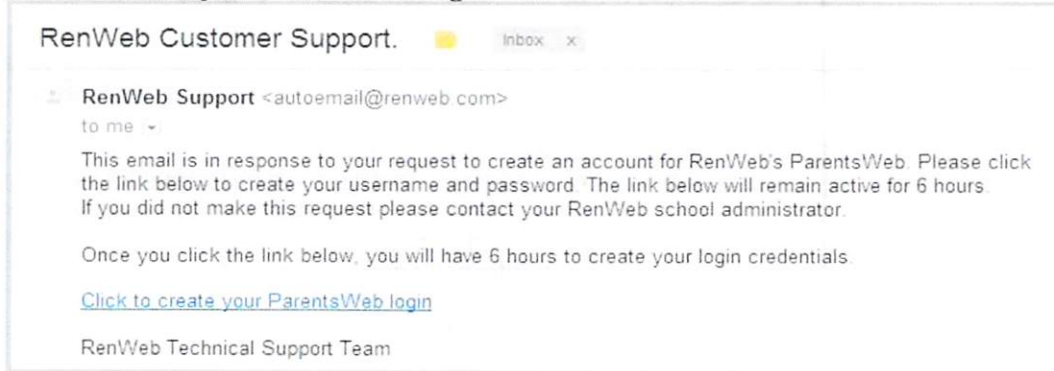 RenWeb Customer Support. Inbox x
RenWeb Support <autoemail@renweb.com>
to me
This email is in response to your request to create an account for RenWeb's ParentsWeb. Please click
the link below to create your username and password. The link below will remain active for 6 hours.
If you did not make this request please contact your RenWeb school administrator.
Once you click the link below, you will have 6 hours to create your login credentials.
Click to create your ParentsWeb login
RenWeb Technical Support Team